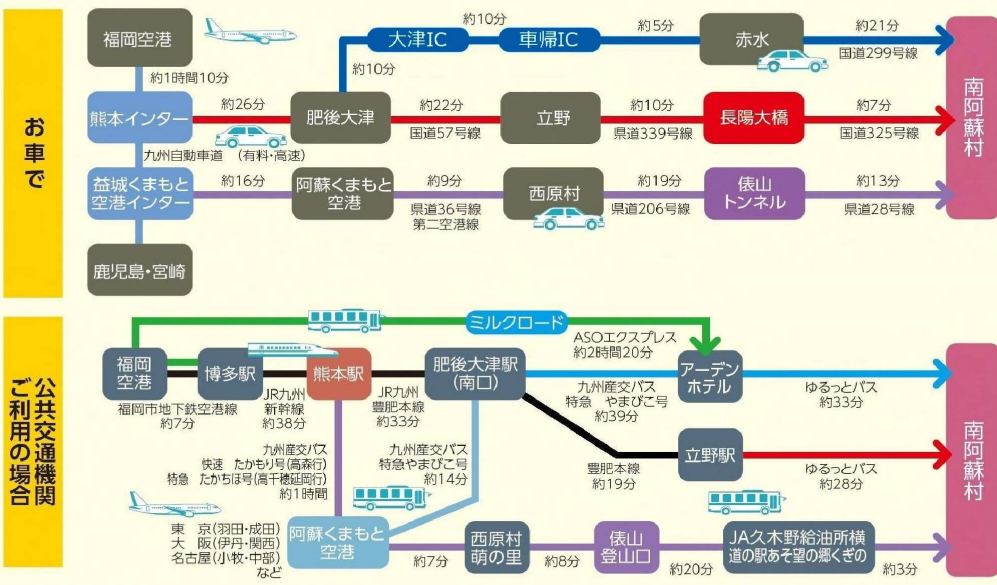 お車で
福岡空港
約1時間10分
熊本インター
九州自動車道 (有料・高速)
益城くまもと
空港インター
鹿児島・宮崎
約10分
大津IC
車帰IC
約5分
赤水
約21分
国道299号線
約10分
約26分
肥後大津
約22分
国道57号線
立野
約10分
県道339号線
長陽大橋
約7分
国道325号線
約16分
阿蘇くまもと
空港
約9分
県道36号線
第二空港線
西原村
約19分
県道206号線
俵山
トンネル
約13分
県道28号線
南阿蘇村
公共交通機関
ご利用の場合
ミルクロード
ASOエクスプレス
約2時間20分
福岡
空港
福岡市地下鉄空港線
約7分
博多駅
JR九州
新幹線
約38分
熊本駅
JR九州
豊肥本線
約33分
肥後大津駅
(南口)
九州産交バス
特急 やまびこ号
約39分
アーデン
ホテル
ゆるっとバス
約33分
九州産交バス
快速 たかもり号(高森行)
特急 たかちほ号(高千穂延岡行)
約1時間
九州産交バス
特急やまびこ号
約14分
豊肥本線
約19分
立野駅
ゆるっとバス
約28分
東 京(羽田・成田)
大 阪(伊丹・関西)
名古屋(小牧・中部)
など
阿蘇くまもと
空港
約7分
西原村
萌の里
約8分
俵山
登山口
約20分
JA久木野給油所横
道の駅あそ望の郷くぎの
約3分
南阿蘇村